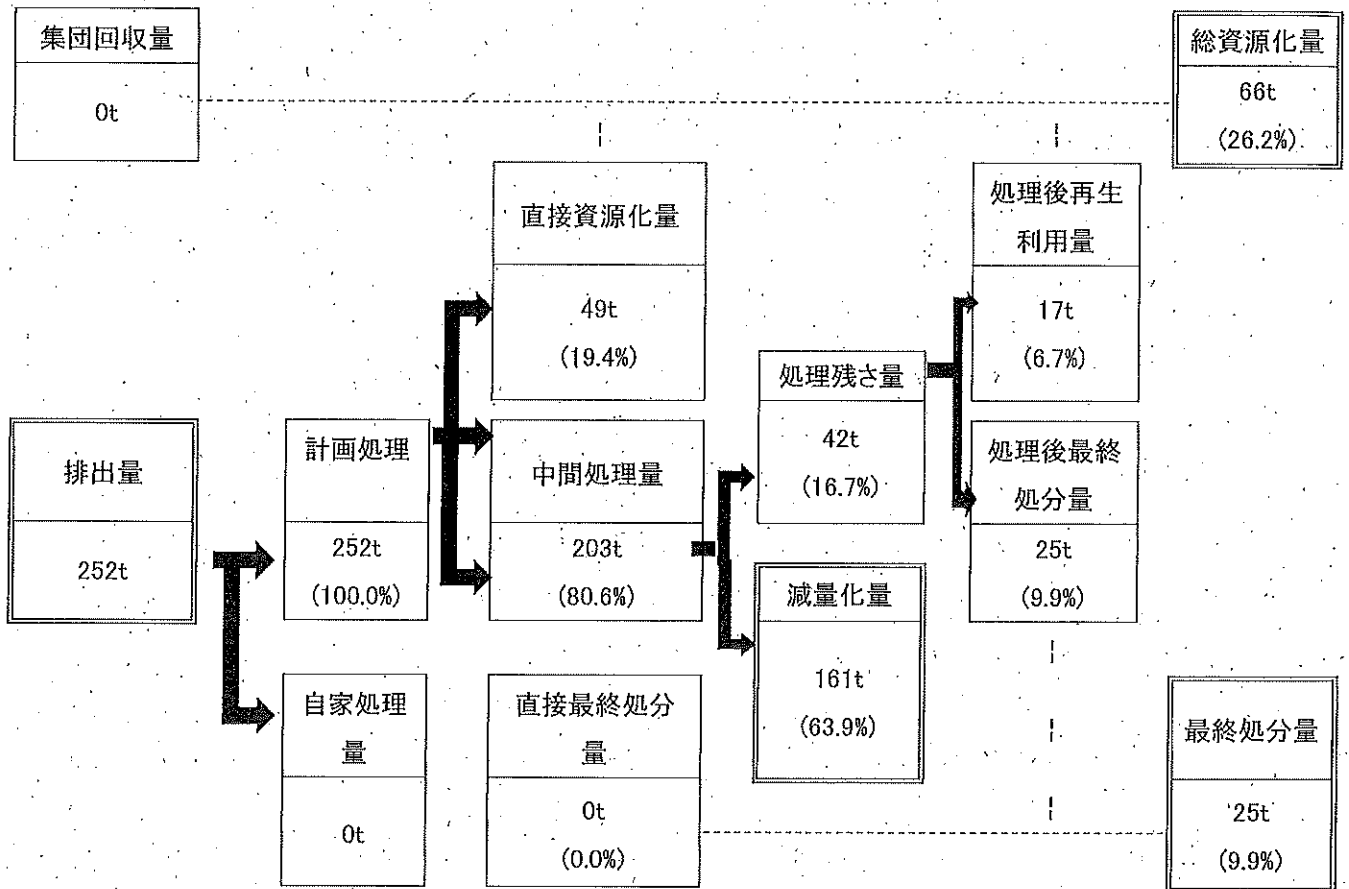 集団回収量
0t
総資源化量
66t
(26.2%)
直接資源化量
49t
(19.4%)
処理後再生
利用量
17t
(6.7%)
排出量
252t
計画処理
252t
(100.0%)
中間処理量
203t
(80.6%)
処理残さ量
42t
(16.7%)
処理後最終
処分量
25t
(9.9%)
減量化量
161t
(63.9%)
自家処理
量
0t
直接最終処分
量
0t
(0.0%)
最終処分量
25t
(9.9%)